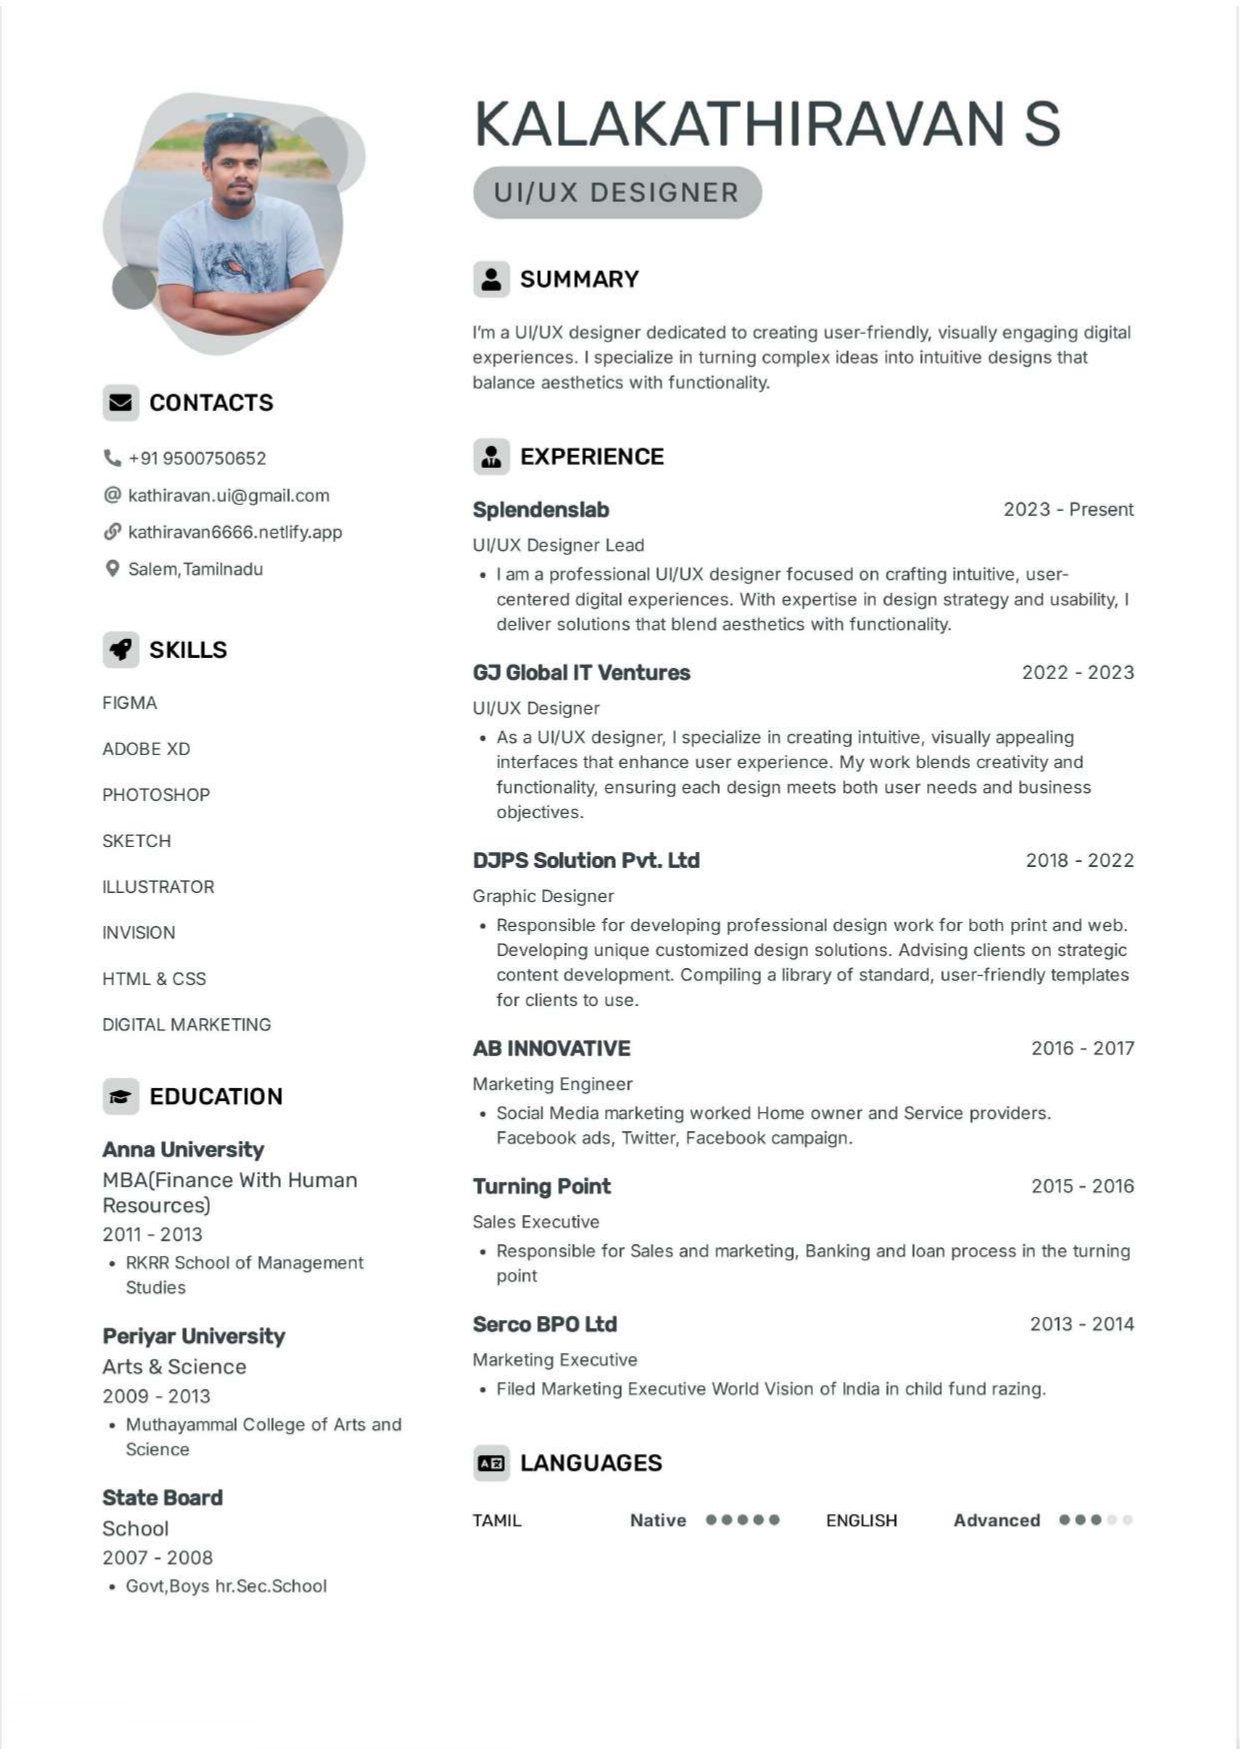 KALAKATHIRAVAN S
UI/UX DESIGNER
CONTACTS
+91 9500750652
kathiravan.ui@gmail.com
kathiravan6666.netlify.app
Salem,Tamilnadu
SKILLS
FIGMA
ADOBE XD
PHOTOSHOP
SKETCH
ILLUSTRATOR
INVISION
HTML & CSS
DIGITAL MARKETING
EDUCATION
Anna University
MBA(Finance With Human
Resources)
2011 - 2013
• RKRR School of Management
Studies
Periyar University
Arts & Science
2009 - 2013
• Muthayammal College of Arts and
Science
State Board
School
2007 - 2008
• Govt,Boys hr.Sec.School
SUMMARY
I'm a UI/UX designer dedicated to creating user-friendly, visually engaging digital
experiences. I specialize in turning complex ideas into intuitive designs that
balance aesthetics with functionality.
EXPERIENCE
Splendenslab 2023 - Present
UI/UX Designer Lead
• I am a professional UI/UX designer focused on crafting intuitive, user-
centered digital experiences. With expertise in design strategy and usability, I
deliver solutions that blend aesthetics with functionality.
GJ Global IT Ventures 2022 - 2023
UI/UX Designer
• As a UI/UX designer, I specialize in creating intuitive, visually appealing
interfaces that enhance user experience. My work blends creativity and
functionality, ensuring each design meets both user needs and business
objectives.
DJPS Solution Pvt. Ltd 2018 - 2022
Graphic Designer
• Responsible for developing professional design work for both print and web.
Developing unique customized design solutions. Advising clients on strategic
content development. Compiling a library of standard, user-friendly templates
for clients to use.
AB INNOVATIVE 2016 - 2017
Marketing Engineer
• Social Media marketing worked Home owner and Service providers.
Facebook ads, Twitter, Facebook campaign.
Turning Point 2015 - 2016
Sales Executive
• Responsible for Sales and marketing, Banking and loan process in the turning
point
Serco BPO Ltd 2013 - 2014
Marketing Executive
• Filed Marketing Executive World Vision of India in child fund razing.
LANGUAGES
TAMIL Native ENGLISH Advanced